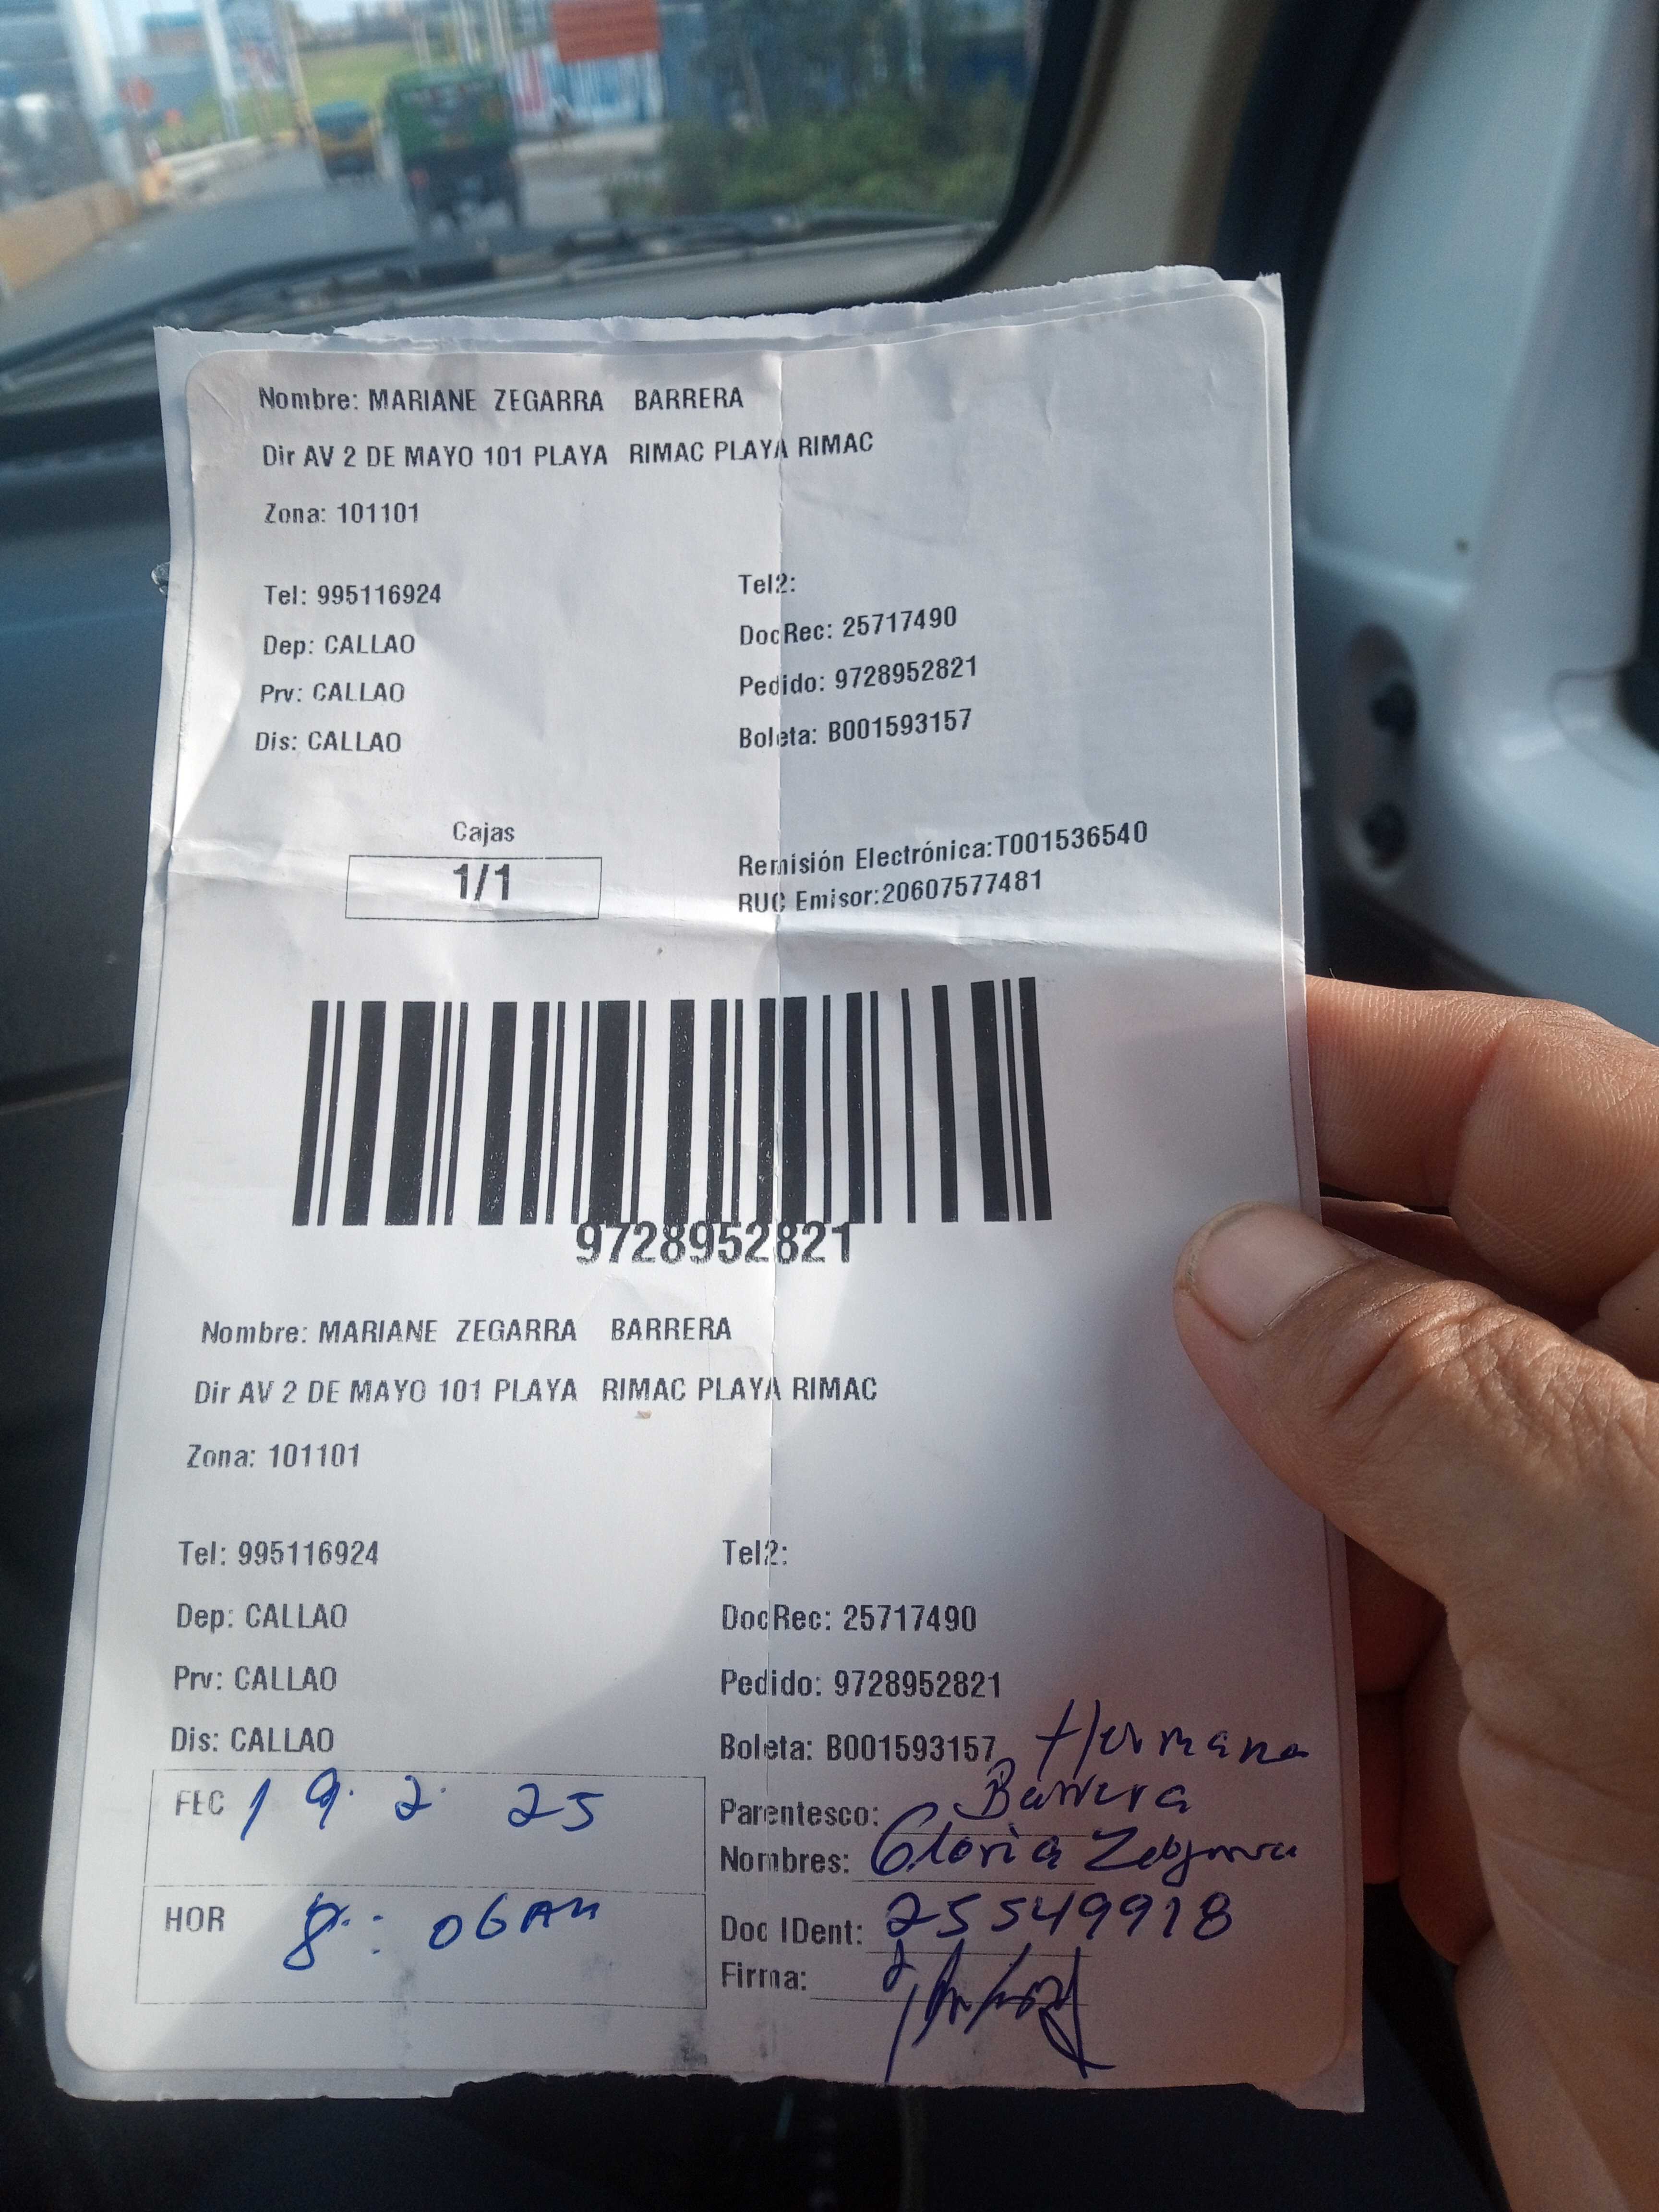 Nombre: MARIANE ZEGARRA BARRERA
Dir AV 2 DE MAYO 101 PLAYA RIMAC PLAYA RIMAC
Zona: 101101
Tel: 995116924 Tel2:
Dep: CALLAO DocRec: 25717490
Prv: CALLAO Pedido: 9728952821
Dis: CALLAO Boleta: B001593157
Cajas
1/1
Remisión Electrónica:T001536540
RUC Emisor:20607577481
9728952821
Nombre: MARIANE ZEGARRA BARRERA
Dir AV 2 DE MAYO 101 PLAYA RIMAC PLAYA RIMAC
Zona: 101101
Tel: 995116924 Tel2:
Dep: CALLAO DocRec: 25717490
Prv: CALLAO Pedido: 9728952821
Dis: CALLAO Boleta: B001593157
Hermana
FEC 19. 2. 25 Parentesco: Barrera
Nombres: Gloria
HOR 8: 06 AM Doc IDent: 25549918
Firma: